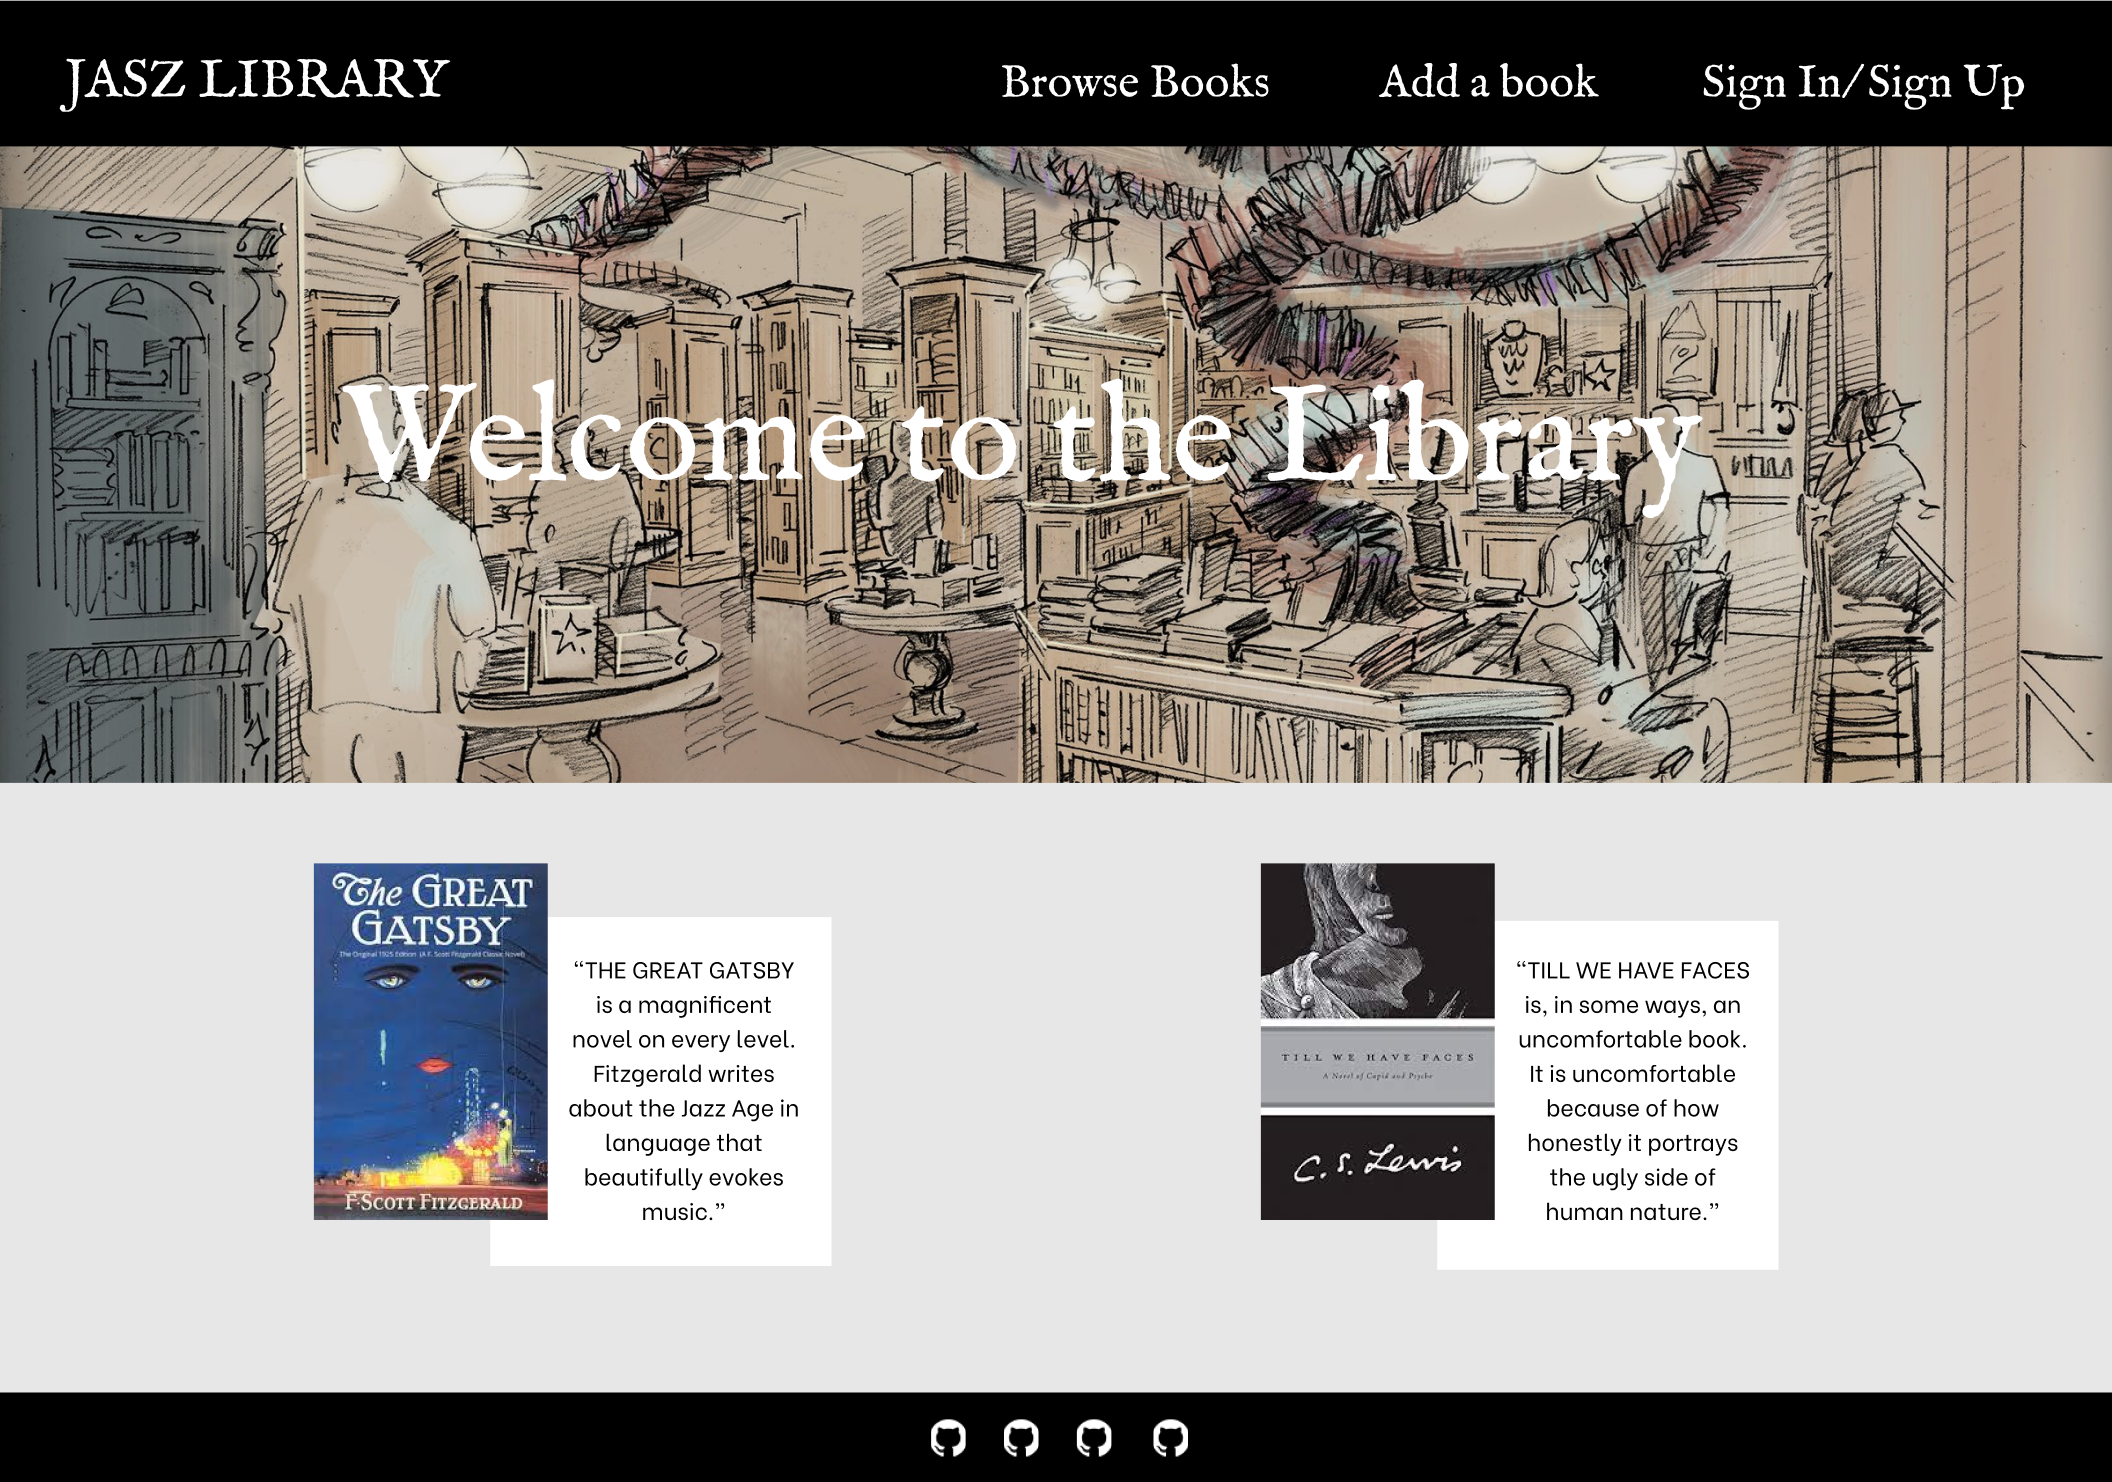 JASZ LIBRARY
Browse Books
Add a book
Sign In/Sign Up
Welcome to the Library
The GREAT
GATSBY
The Original 1925 Edition (A F. Scott Fitzgerald Classic Novel)
F·SCOTT FITZGERALD
“THE GREAT GATSBY
is a magnificent
novel on every level.
Fitzgerald writes
about the Jazz Age in
language that
beautifully evokes
music.”
TILL WE HAVE FACES
A Novel of Cupid and Psyche
C. S. Lewis
“TILL WE HAVE FACES
is, in some ways, an
uncomfortable book.
It is uncomfortable
because of how
honestly it portrays
the ugly side of
human nature.”